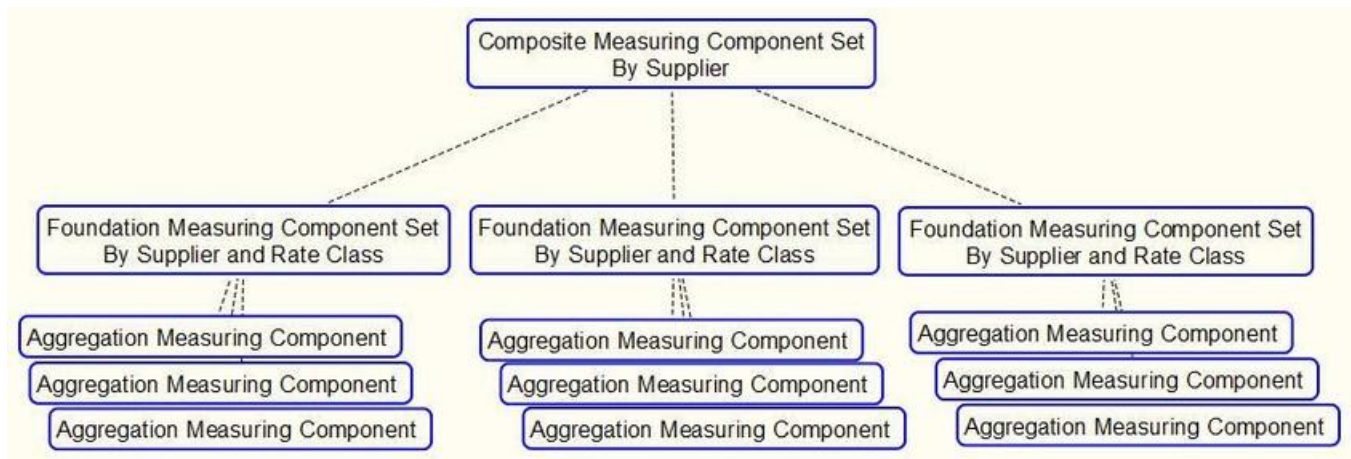 Composite Measuring Component Set
By Supplier
Foundation Measuring Component Set
By Supplier and Rate Class
Foundation Measuring Component Set
By Supplier and Rate Class
Foundation Measuring Component Set
By Supplier and Rate Class
Aggregation Measuring Component
Aggregation Measuring Component
Aggregation Measuring Component
Aggregation Measuring Component
Aggregation Measuring Component
Aggregation Measuring Component
Aggregation Measuring Component
Aggregation Measuring Component
Aggregation Measuring Component